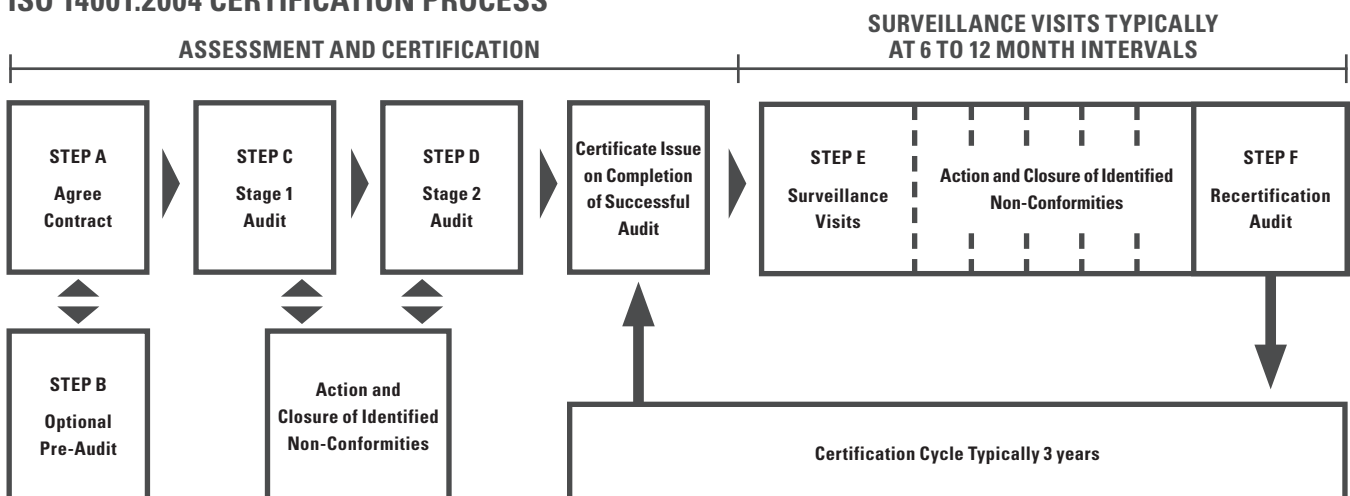 ISO 14001:2004 CERTIFICATION PROCESS
ASSESSMENT AND CERTIFICATION
SURVEILLANCE VISITS TYPICALLY
AT 6 TO 12 MONTH INTERVALS
STEP A
Agree
Contract
STEP C
Stage 1
Audit
STEP D
Stage 2
Audit
Certificate Issue
on Completion
of Successful
Audit
STEP E
Surveillance
Visits
Action and Closure of Identified
Non-Conformities
STEP F
Recertification
Audit
STEP B
Optional
Pre-Audit
Action and
Closure of Identified
Non-Conformities
Certification Cycle Typically 3 years